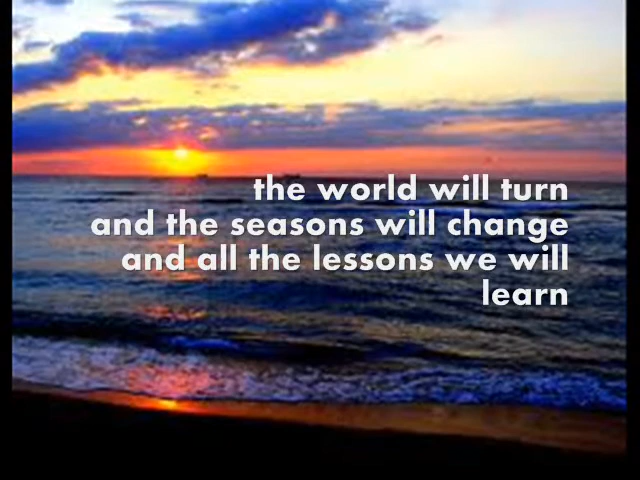 the world will turn
and the seasons will change
and all the lessons we will
learn